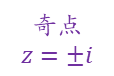 奇点
z = ±i